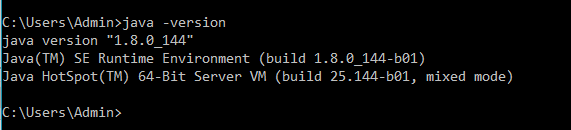 C:\Users\Admin>java -version
java version "1.8.0_144"
Java(TM) SE Runtime Environment (build 1.8.0_144-b01)
Java HotSpot(TM) 64-Bit Server VM (build 25.144-b01, mixed mode)
C:\Users\Admin>